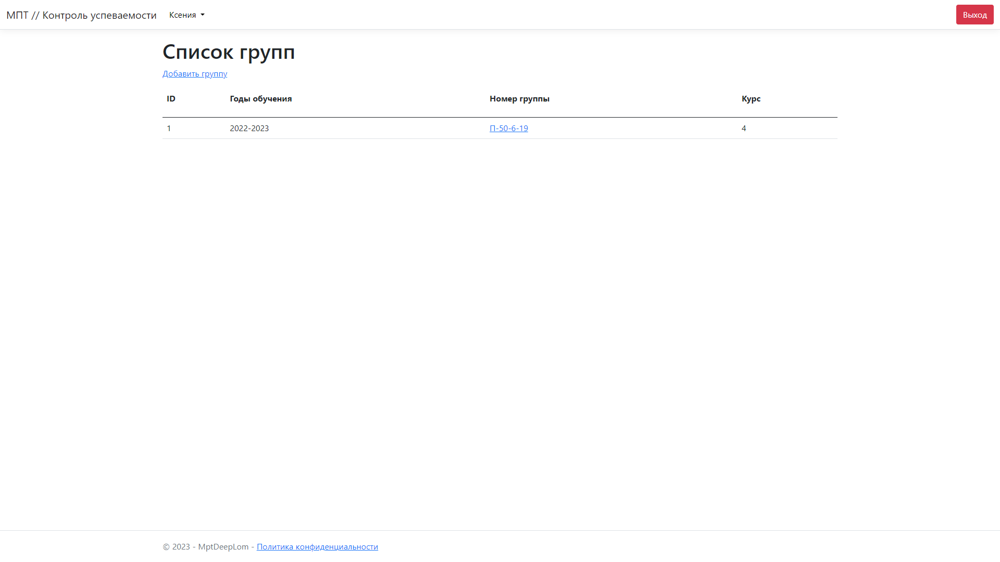 МПТ // Контроль успеваемости Ксения Выход
Список групп
Добавить группу
ID Годы обучения Номер группы Курс
1 2022-2023 П-50-6-19 4
© 2023 - MptDeepLom - Политика конфиденциальности